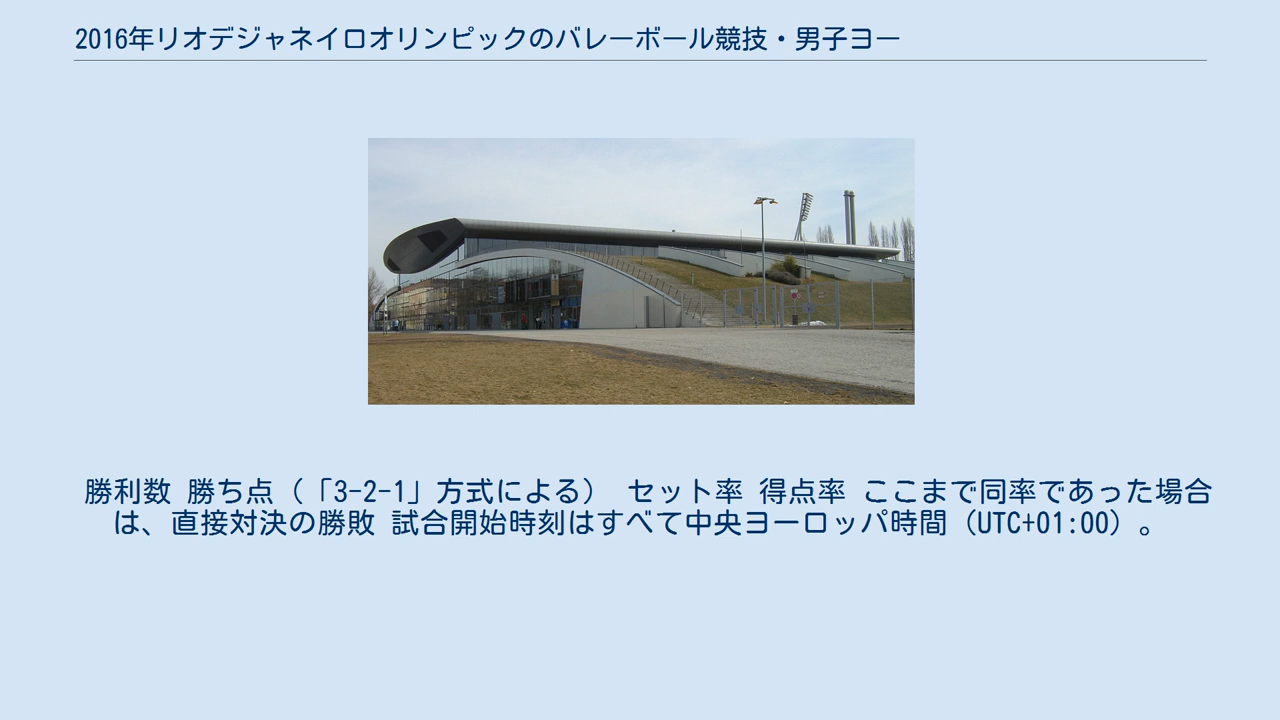 2016年リオデジャネイロオリンピックのバレーボール競技・男子ヨー
勝利数 勝ち点（「3-2-1」方式による） セット率 得点率 ここまで同率であった場合
は、直接対決の勝敗 試合開始時刻はすべて中央ヨーロッパ時間（UTC+01:00）。